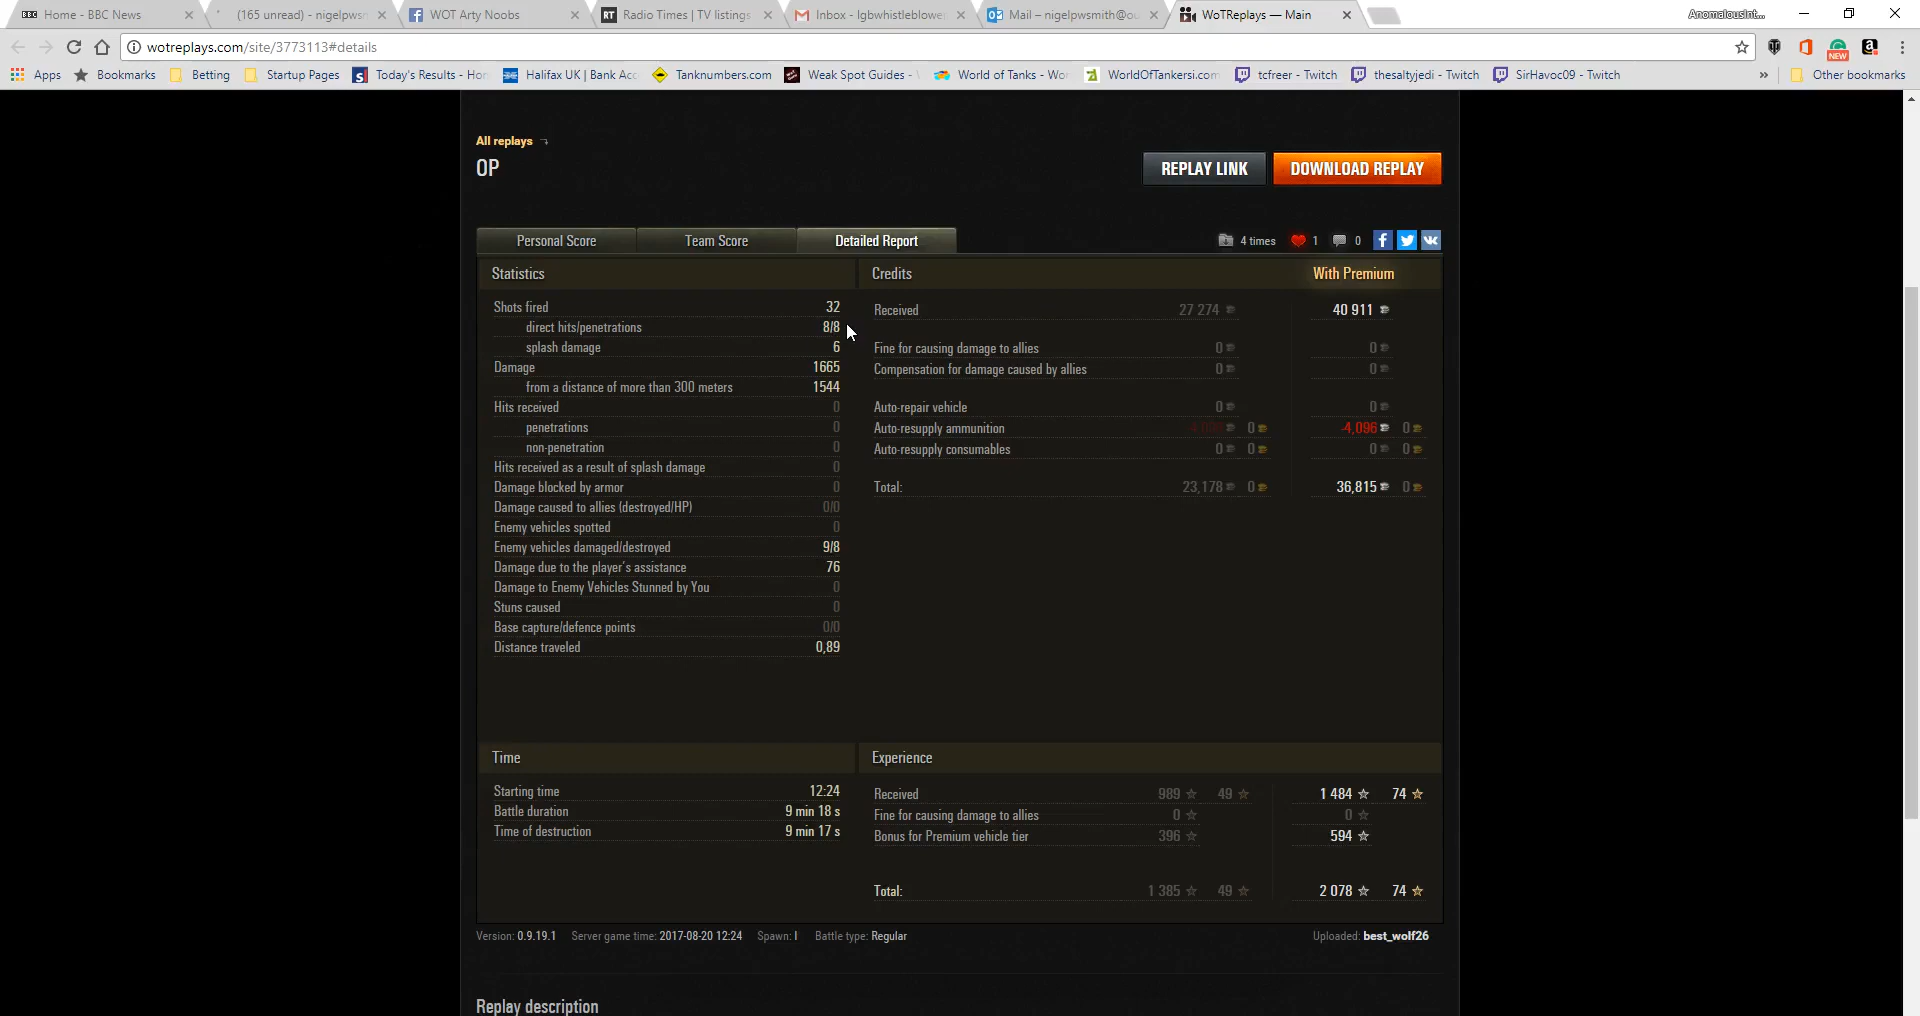 Home - BBC News
(165 unread) - nigelpwsn
WOT Arty Noobs
Radio Times | TV listings
Inbox - lgbwhistleblowe
Mail – nigelpwsmith@ou
WoTReplays — Main
AnomalousInt...
wotreplays.com/site/3773113#details
NEW
Apps
Bookmarks
Betting
Startup Pages
Today's Results - Hor
Halifax UK | Bank Acc
Tanknumbers.com
Weak Spot Guides -
World of Tanks - Wo
WorldOfTankersi.com
tcfreer - Twitch
thesaltyjedi - Twitch
SirHavoc09 - Twitch
»
Other bookmarks
All replays
OP
REPLAY LINK
DOWNLOAD REPLAY
Personal Score
Team Score
Detailed Report
4 times
1
0
Statistics
Credits
With Premium
Shots fired 32
direct hits/penetrations 8/8
splash damage 6
Damage 1665
from a distance of more than 300 meters 1544
Hits received 0
penetrations 0
non-penetration 0
Hits received as a result of splash damage 0
Damage blocked by armor 0
Damage caused to allies (destroyed/HP) 0/0
Enemy vehicles spotted 0
Enemy vehicles damaged/destroyed 9/8
Damage due to the player's assistance 76
Damage to Enemy Vehicles Stunned by You 0
Stuns caused 0
Base capture/defence points 0/0
Distance traveled 0,89
Received 27 274 40 911
Fine for causing damage to allies 0 0
Compensation for damage caused by allies 0 0
Auto-repair vehicle 0 0
Auto-resupply ammunition -4,096 0 -4,096 0
Auto-resupply consumables 0 0 0 0
Total: 23,178 0 36,815 0
Time
Experience
Starting time 12:24
Battle duration 9 min 18 s
Time of destruction 9 min 17 s
Received 989 49 1 484 74
Fine for causing damage to allies 0 0
Bonus for Premium vehicle tier 396 594
Total: 1 385 49 2 078 74
Version: 0.9.19.1 Server game time: 2017-08-20 12:24 Spawn: I Battle type: Regular
Uploaded: best_wolf26
Replay description